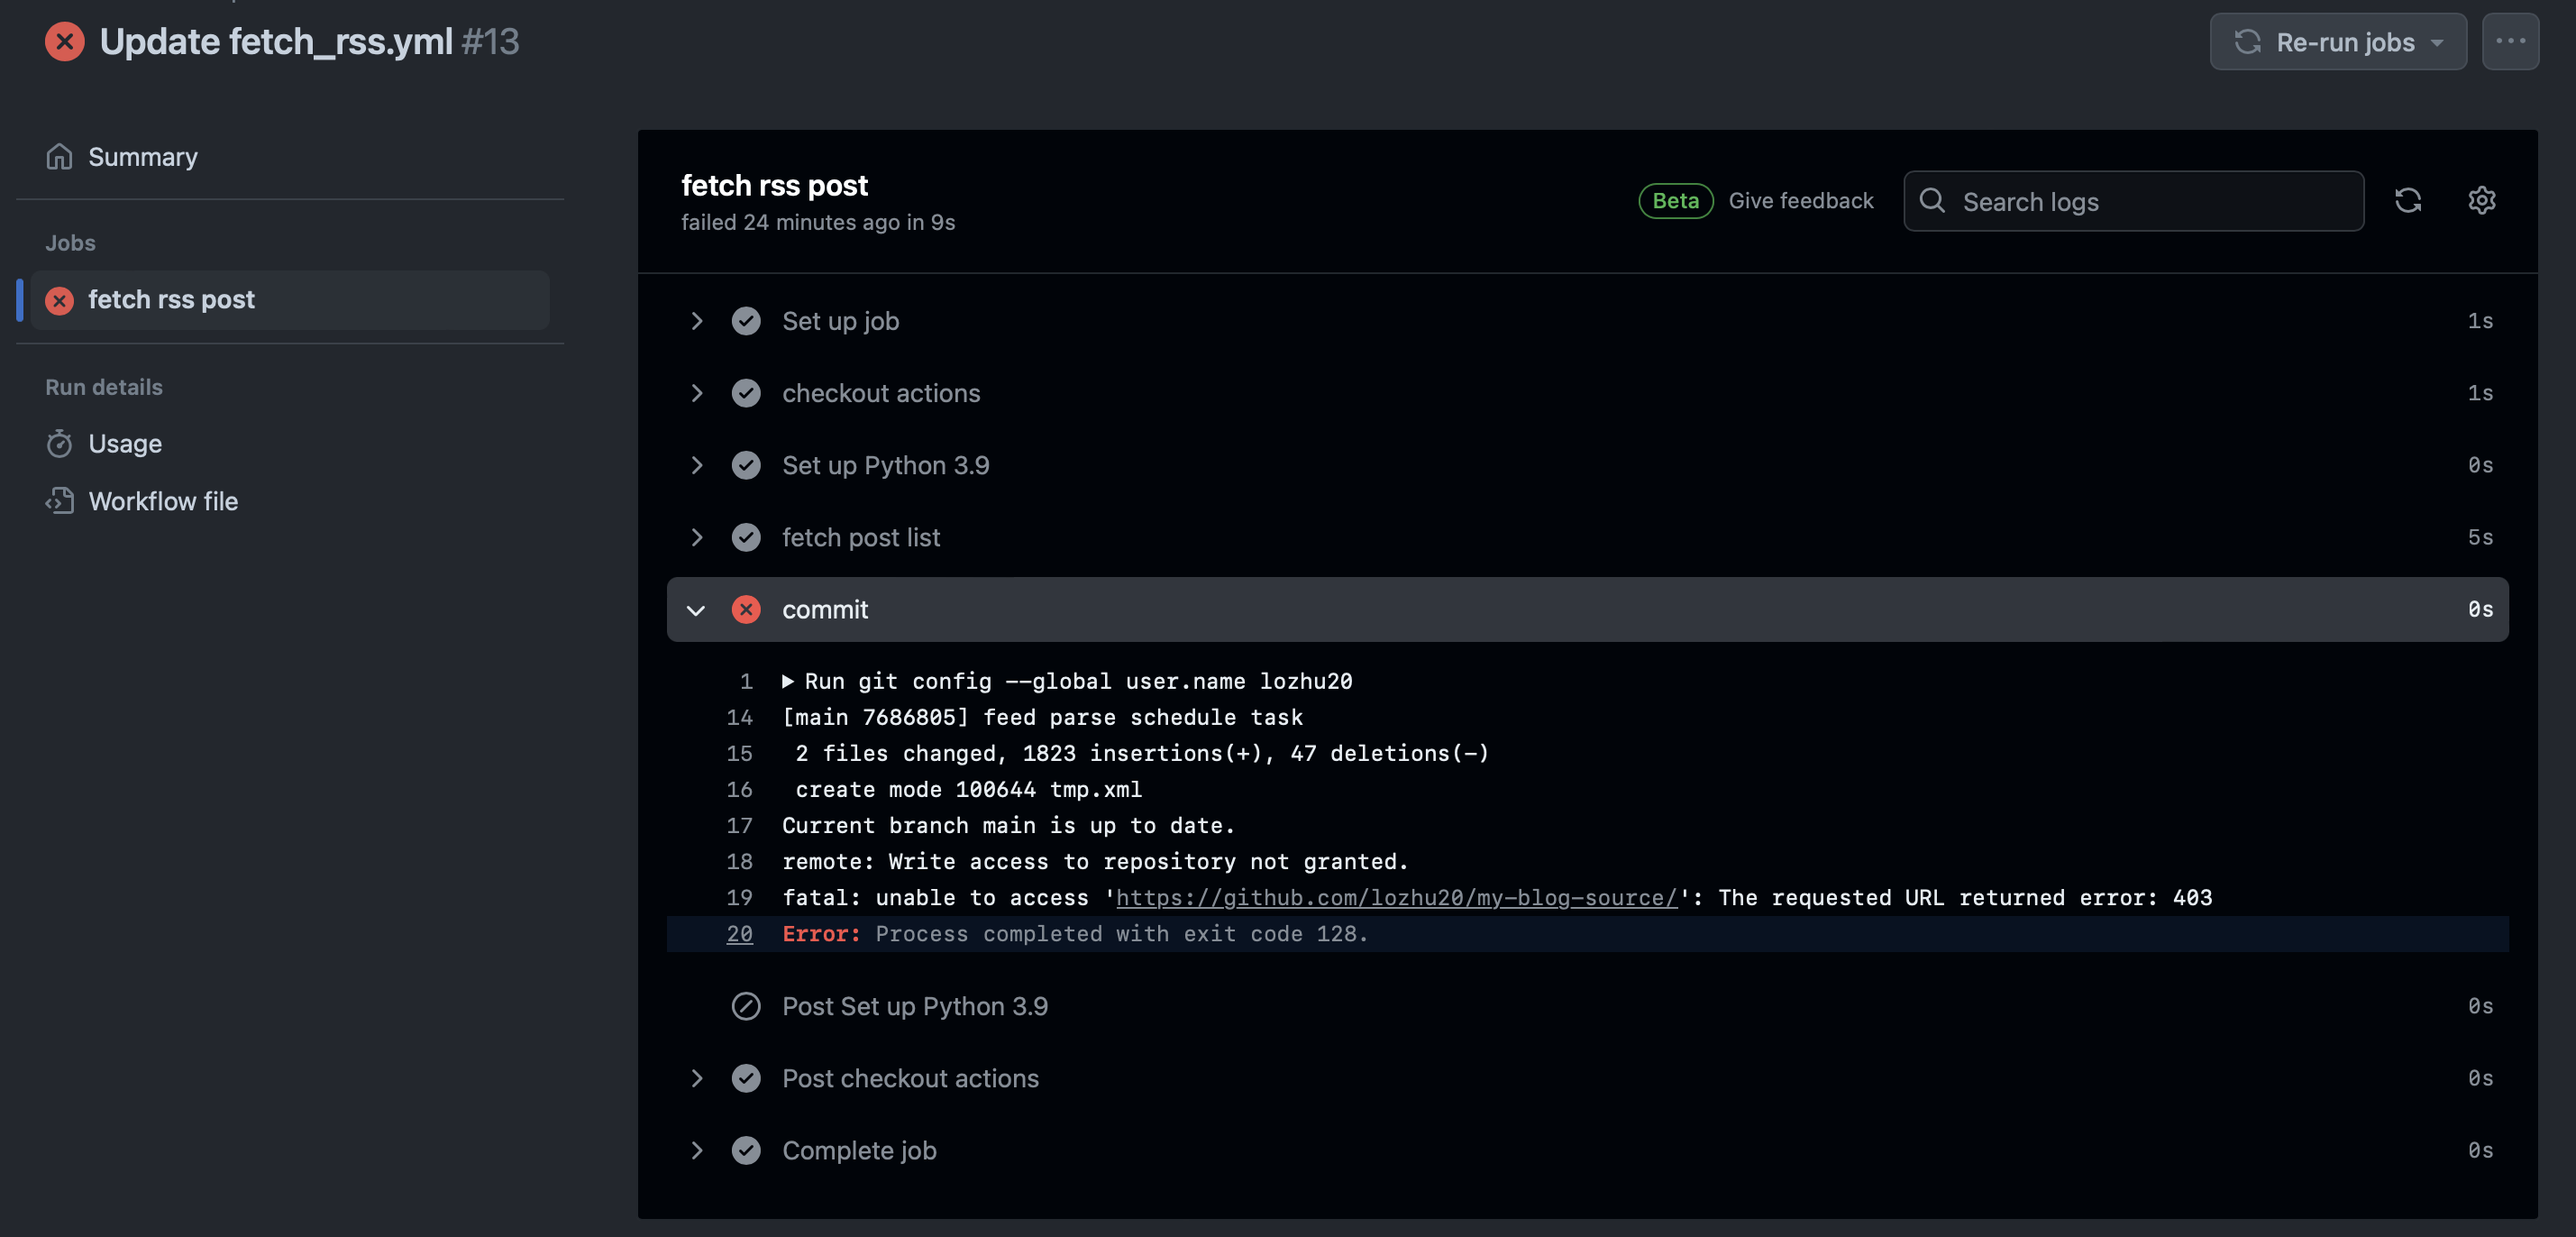 Update fetch_rss.yml #13
Re-run jobs
Summary
Jobs
fetch rss post
Run details
Usage
Workflow file
fetch rss post
failed 24 minutes ago in 9s
Beta
Give feedback
Search logs
Set up job 1s
checkout actions 1s
Set up Python 3.9 0s
fetch post list 5s
commit 0s
1 Run git config --global user.name lozhu20
14 [main 7686805] feed parse schedule task
15 2 files changed, 1823 insertions(+), 47 deletions(-)
16 create mode 100644 tmp.xml
17 Current branch main is up to date.
18 remote: Write access to repository not granted.
19 fatal: unable to access 'https://github.com/lozhu20/my-blog-source/': The requested URL returned error: 403
20 Error: Process completed with exit code 128.
Post Set up Python 3.9 0s
Post checkout actions 0s
Complete job 0s